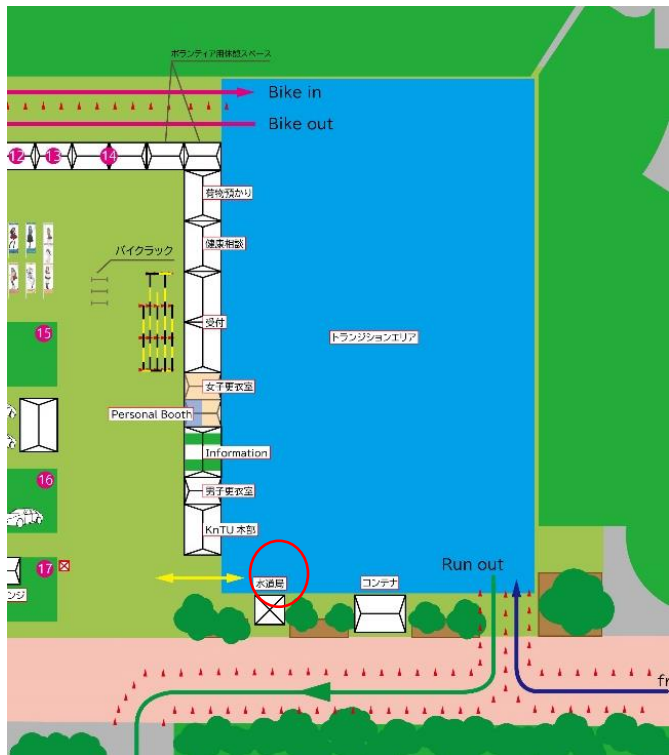 ボランティア用休憩スペース
Bike in
Bike out
12
13
14
荷物預かり
健康相談
バイクラック
15
受付
トランジションエリア
女子更衣室
Personal Booth
Information
16
男子更衣室
KnTU 本部
17
Run out
水道局
コンテナ
ンジ
fr